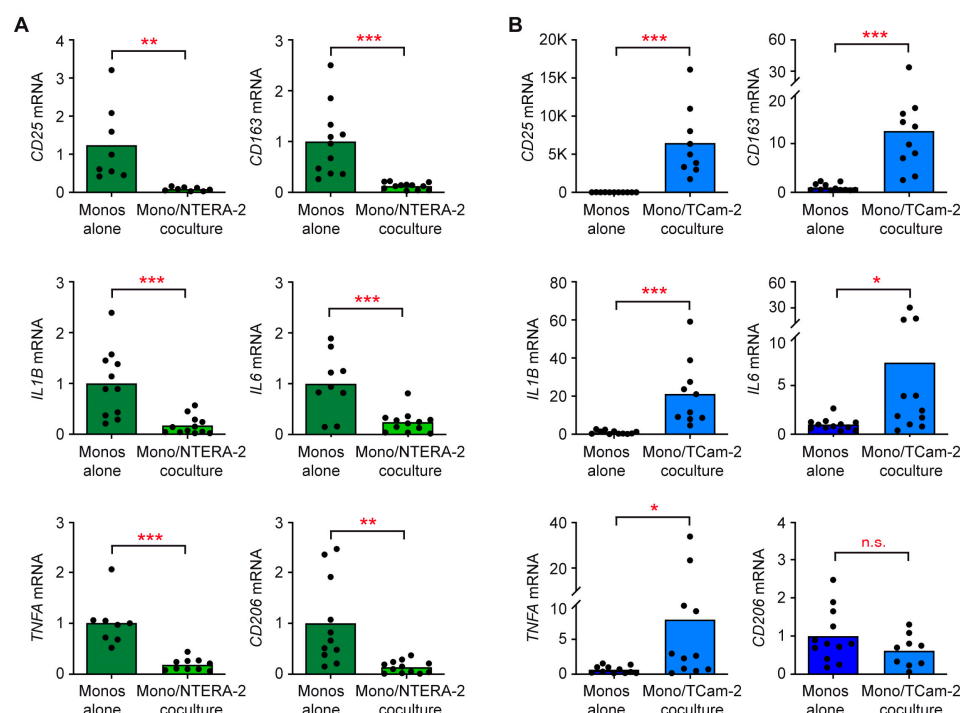 A
B
CD25 mRNA
4
3
2
1
0
**
Monos alone
Mono/NTERA-2 coculture
CD163 mRNA
3
2
1
0
***
Monos alone
Mono/NTERA-2 coculture
CD25 mRNA
20K
15K
10K
5K
0
***
Monos alone
Mono/TCam-2 coculture
CD163 mRNA
60
30
20
10
0
***
Monos alone
Mono/TCam-2 coculture
IL1B mRNA
3
2
1
0
***
Monos alone
Mono/NTERA-2 coculture
IL6 mRNA
3
2
1
0
***
Monos alone
Mono/NTERA-2 coculture
IL1B mRNA
80
60
40
20
0
***
Monos alone
Mono/TCam-2 coculture
IL6 mRNA
60
30
10
5
0
*
Monos alone
Mono/TCam-2 coculture
TNFA mRNA
3
2
1
0
***
Monos alone
Mono/NTERA-2 coculture
CD206 mRNA
3
2
1
0
**
Monos alone
Mono/NTERA-2 coculture
TNFA mRNA
40
20
10
5
0
*
Monos alone
Mono/TCam-2 coculture
CD206 mRNA
4
3
2
1
0
n.s.
Monos alone
Mono/TCam-2 coculture